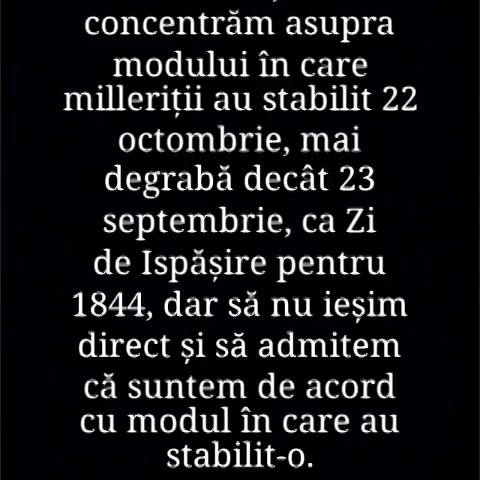 concentrăm asupra
modului în care
milleriții au stabilit 22
octombrie, mai
degrabă decât 23
septembrie, ca Zi
de Ispășire pentru
1844, dar să nu ieșim
direct și să admitem
că suntem de acord
cu modul în care au
stabilit-o.